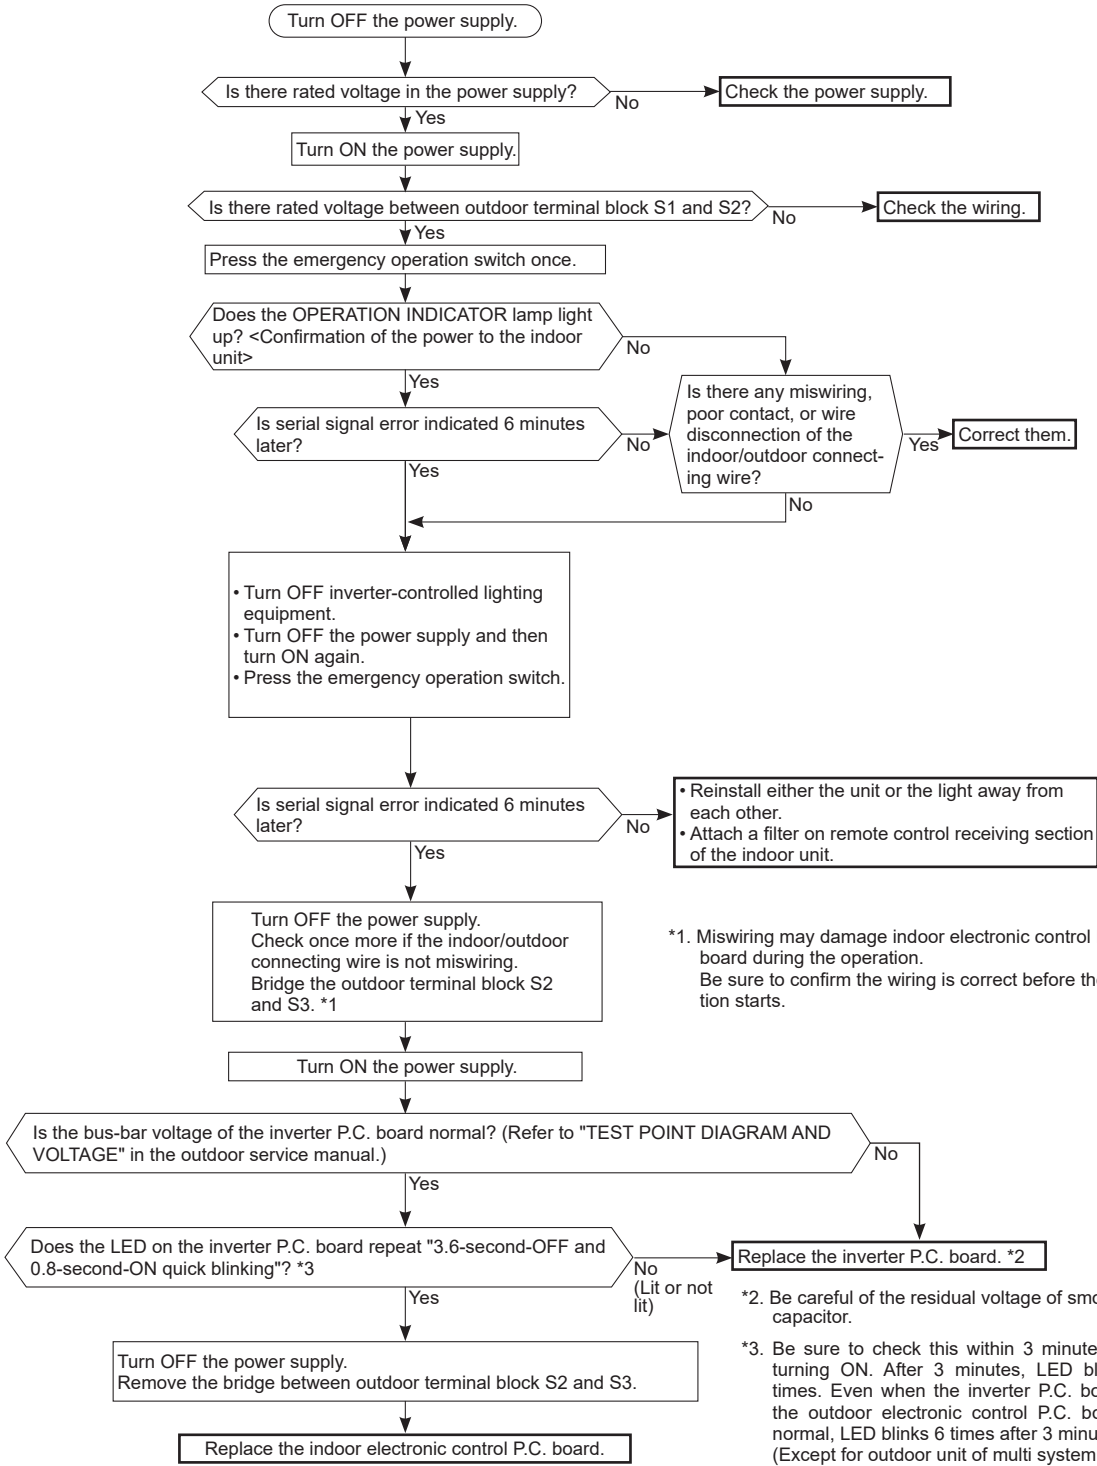 Turn OFF the power supply.
Is there rated voltage in the power supply?
No
Check the power supply.
Yes
Turn ON the power supply.
Is there rated voltage between outdoor terminal block S1 and S2?
No
Check the wiring.
Yes
Press the emergency operation switch once.
Does the OPERATION INDICATOR lamp light
up? <Confirmation of the power to the indoor
unit>
No
Yes
Is there any miswiring,
poor contact, or wire
disconnection of the
indoor/outdoor connect-
ing wire?
Is serial signal error indicated 6 minutes
later?
No
Yes
Correct them.
Yes
No
• Turn OFF inverter-controlled lighting
equipment.
• Turn OFF the power supply and then
turn ON again.
• Press the emergency operation switch.
Is serial signal error indicated 6 minutes
later?
No
• Reinstall either the unit or the light away from
each other.
• Attach a filter on remote control receiving section
of the indoor unit.
Yes
Turn OFF the power supply.
Check once more if the indoor/outdoor
connecting wire is not miswiring.
Bridge the outdoor terminal block S2
and S3. *1
*1. Miswiring may damage indoor electronic control
board during the operation.
Be sure to confirm the wiring is correct before the
tion starts.
Turn ON the power supply.
Is the bus-bar voltage of the inverter P.C. board normal? (Refer to "TEST POINT DIAGRAM AND
VOLTAGE" in the outdoor service manual.)
No
Yes
Does the LED on the inverter P.C. board repeat "3.6-second-OFF and
0.8-second-ON quick blinking"? *3
No
(Lit or not
lit)
Replace the inverter P.C. board. *2
Yes
*2. Be careful of the residual voltage of
capacitor.
*3. Be sure to check this within 3
turning ON. After 3 minutes, LED
times. Even when the inverter P.C.
the outdoor electronic control P.C.
normal, LED blinks 6 times after 3
(Except for outdoor unit of multi system
Turn OFF the power supply.
Remove the bridge between outdoor terminal block S2 and S3.
Replace the indoor electronic control P.C. board.